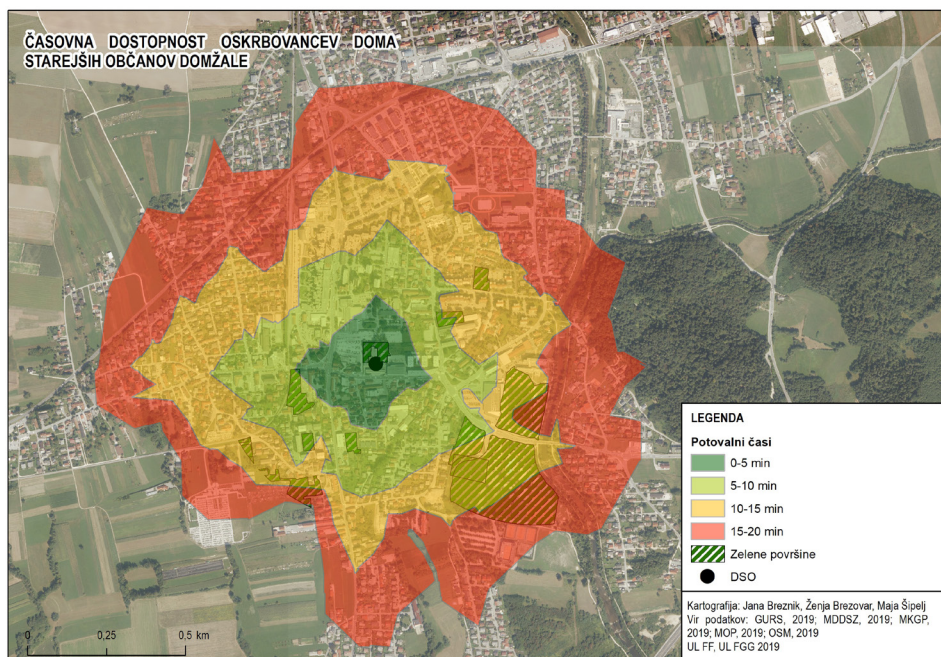 ČASOVNA DOSTOPNOST OSKRBOVANCEV DOMA
STAREJŠIH OBČANOV DOMŽALE
LEGENDA
Potovalni časi
0-5 min
5-10 min
10-15 min
15-20 min
Zelene površine
DSO
Kartografija: Jana Breznik, Ženja Brezovar, Maja Šipelj
Vir podatkov: GURS, 2019; MDDSZ, 2019; MKGP,
2019; MOP, 2019; OSM, 2019
UL FF, UL FGG 2019
0 0,25 0,5 km